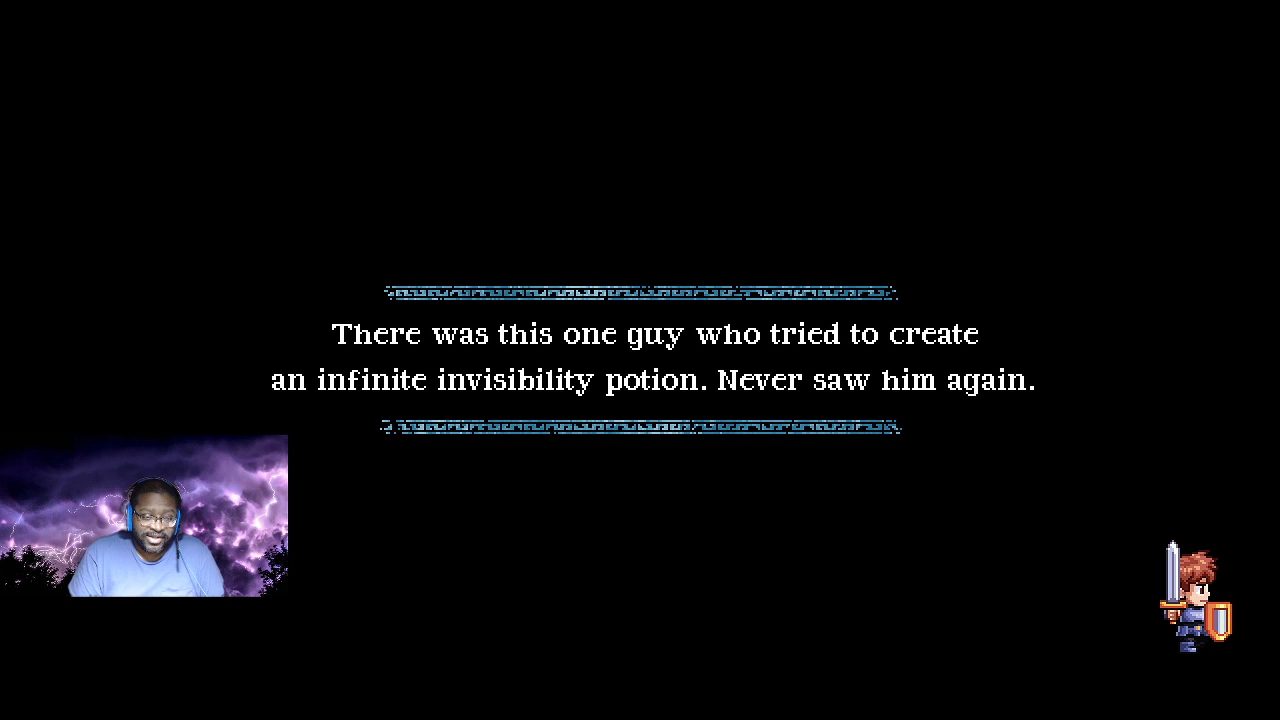 There was this one guy who tried to create
an infinite invisibility potion. Never saw him again.